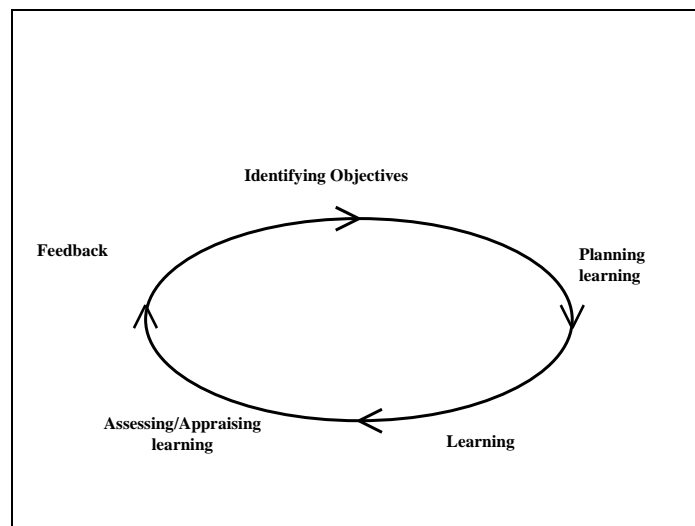 Identifying Objectives
Feedback
Planning
learning
Assessing/Appraising
learning
Learning